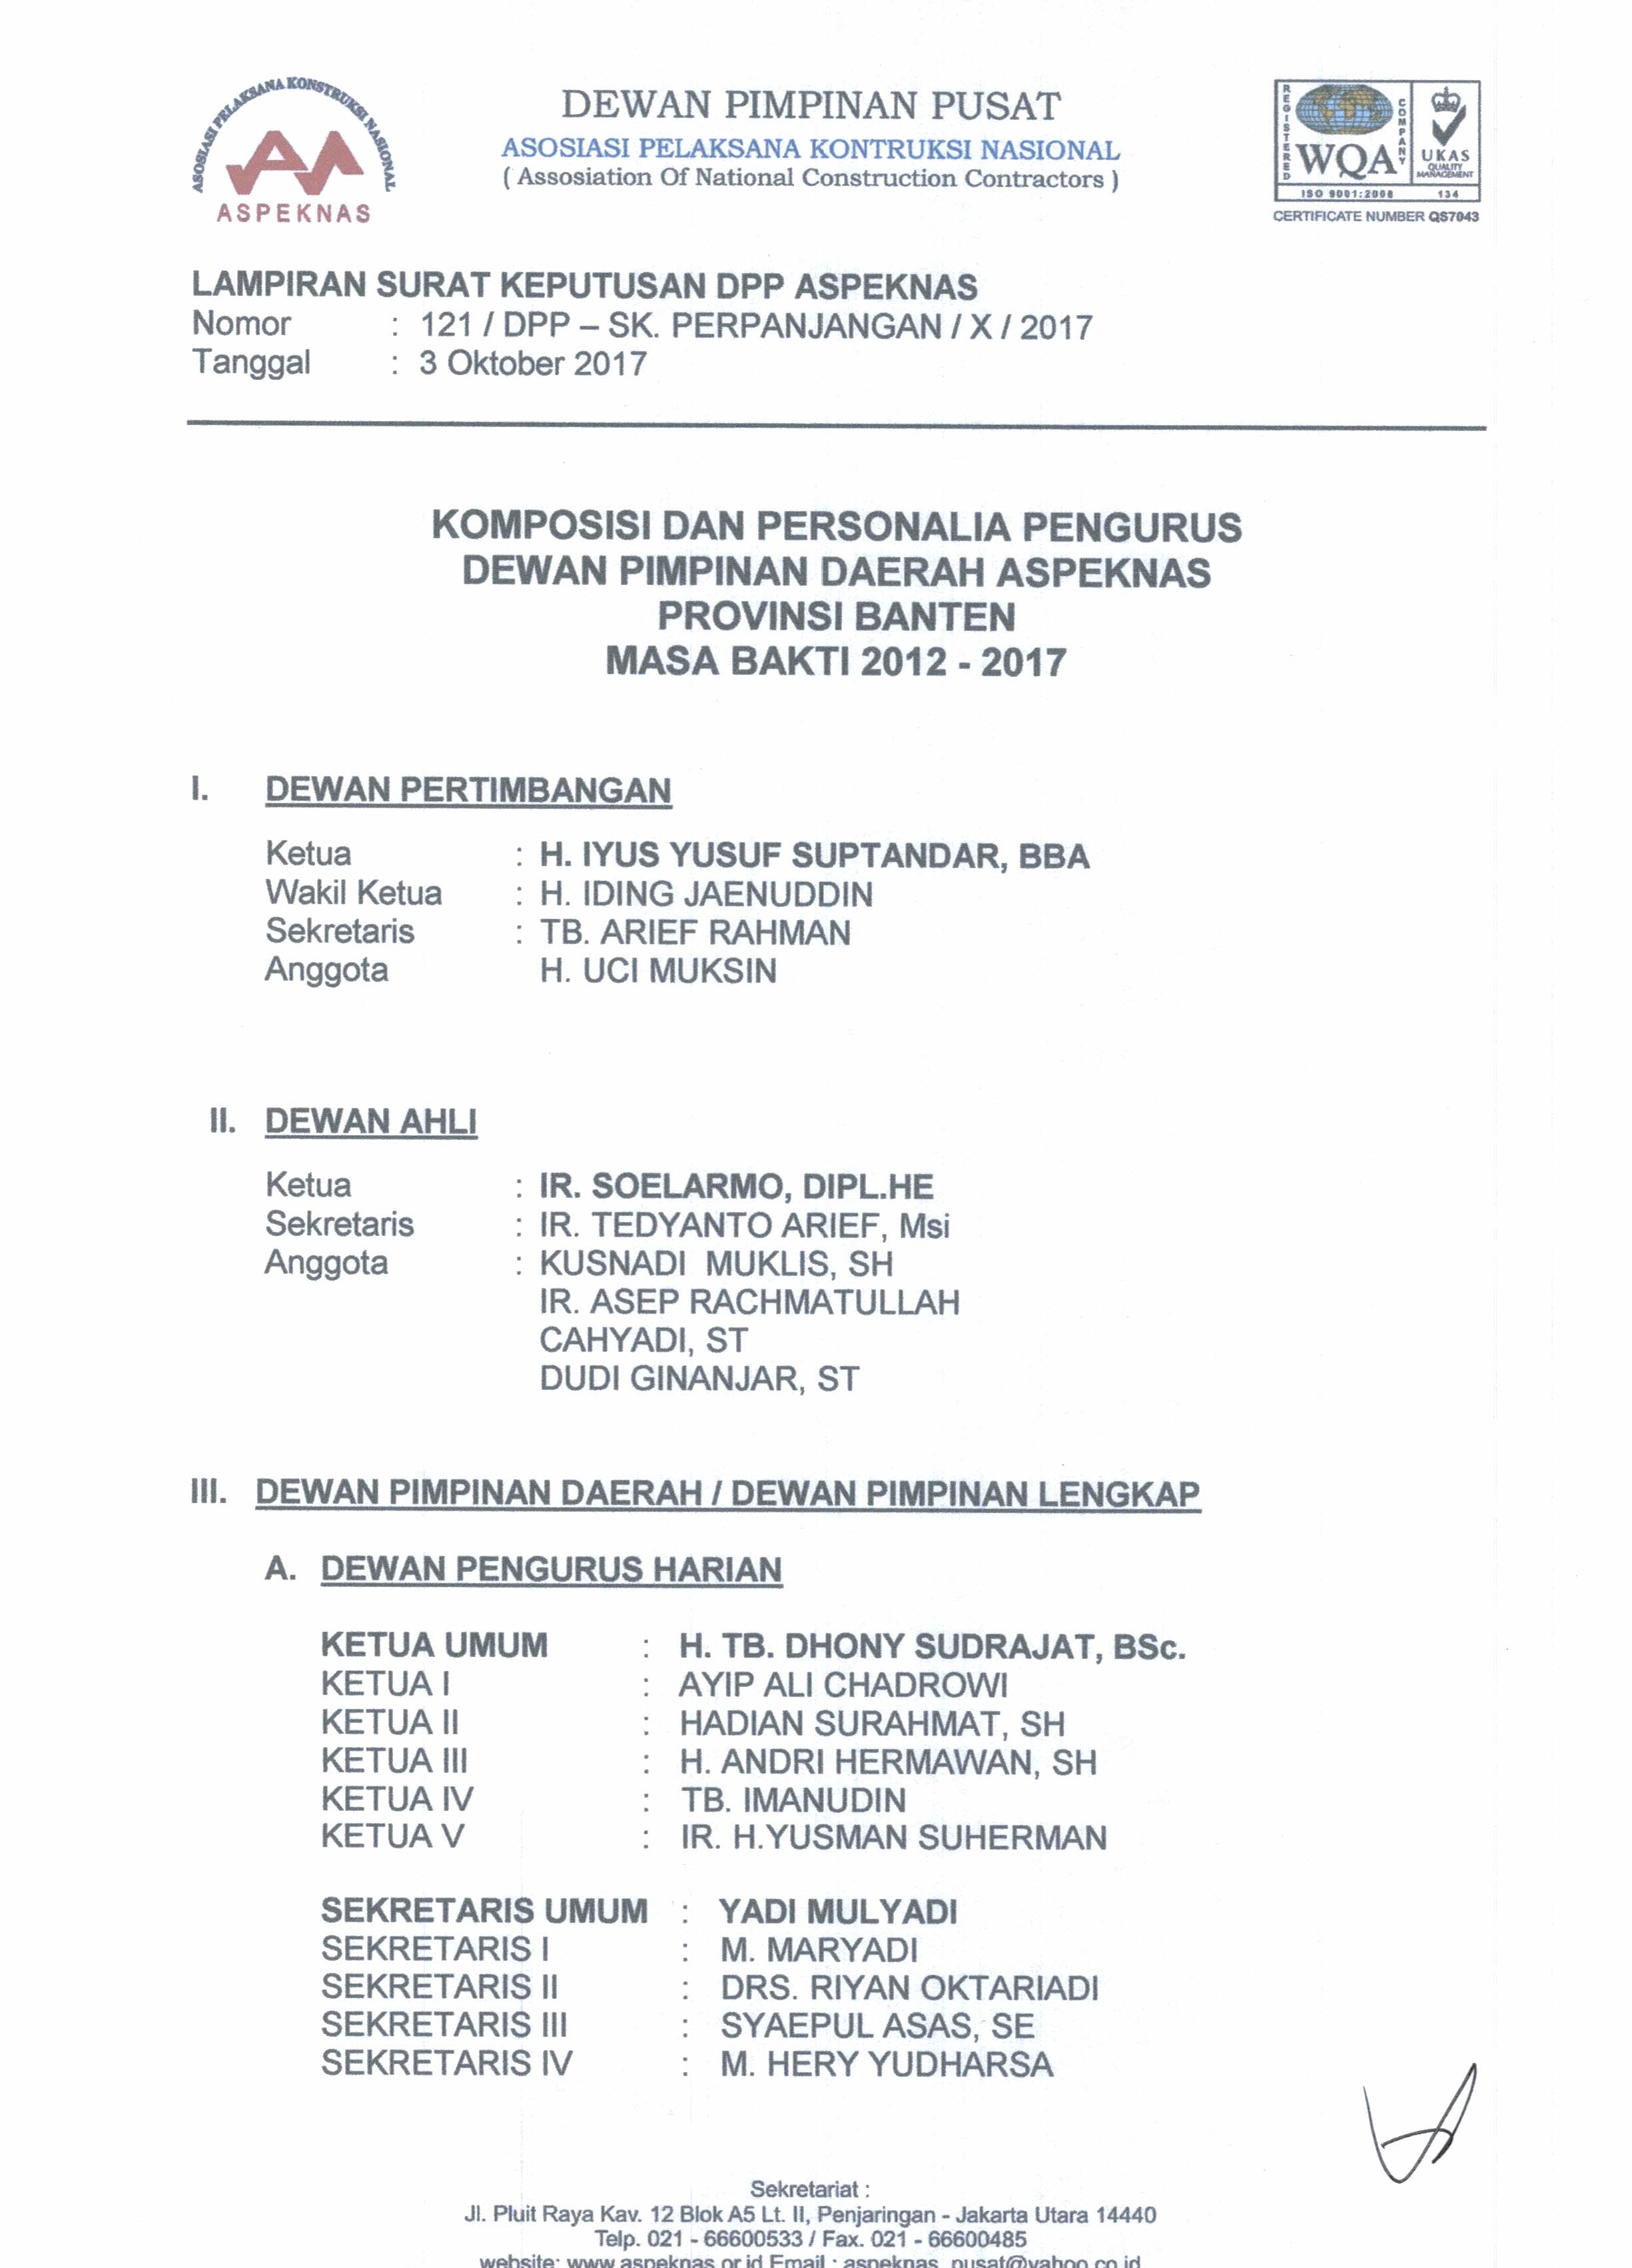 ASOSIASI PELAKSANA KONSTRUKSI NASIONAL
ASPEKNAS
DEWAN PIMPINAN PUSAT
ASOSIASI PELAKSANA KONTRUKSI NASIONAL
( Assosiation Of National Construction Contractors )
REGISTERED
COMPANY
WQA
UKAS
QUALITY
MANAGEMENT
ISO 9001:2008
134
CERTIFICATE NUMBER QS7043
LAMPIRAN SURAT KEPUTUSAN DPP ASPEKNAS
Nomor : 121 / DPP – SK. PERPANJANGAN / X / 2017
Tanggal : 3 Oktober 2017
KOMPOSISI DAN PERSONALIA PENGURUS
DEWAN PIMPINAN DAERAH ASPEKNAS
PROVINSI BANTEN
MASA BAKTI 2012 - 2017
I. DEWAN PERTIMBANGAN
Ketua : H. IYUS YUSUF SUPTANDAR, BBA
Wakil Ketua : H. IDING JAENUDDIN
Sekretaris : TB. ARIEF RAHMAN
Anggota H. UCI MUKSIN
II. DEWAN AHLI
Ketua : IR. SOELARMO, DIPL.HE
Sekretaris : IR. TEDYANTO ARIEF, Msi
Anggota : KUSNADI MUKLIS, SH
IR. ASEP RACHMATULLAH
CAHYADI, ST
DUDI GINANJAR, ST
III. DEWAN PIMPINAN DAERAH / DEWAN PIMPINAN LENGKAP
A. DEWAN PENGURUS HARIAN
KETUA UMUM : H. TB. DHONY SUDRAJAT, BSc.
KETUA I : AYIP ALI CHADROWI
KETUA II : HADIAN SURAHMAT, SH
KETUA III : H. ANDRI HERMAWAN, SH
KETUA IV : TB. IMANUDIN
KETUA V : IR. H.YUSMAN SUHERMAN
SEKRETARIS UMUM : YADI MULYADI
SEKRETARIS I : M. MARYADI
SEKRETARIS II : DRS. RIYAN OKTARIADI
SEKRETARIS III : SYAEPUL ASAS, SE
SEKRETARIS IV : M. HERY YUDHARSA
Sekretariat :
Jl. Pluit Raya Kav. 12 Blok A5 Lt. II, Penjaringan - Jakarta Utara 14440
Telp. 021 - 66600533 / Fax. 021 - 66600485
website: www.aspeknas.or.id Email : aspeknas_pusat@yahoo.co.id